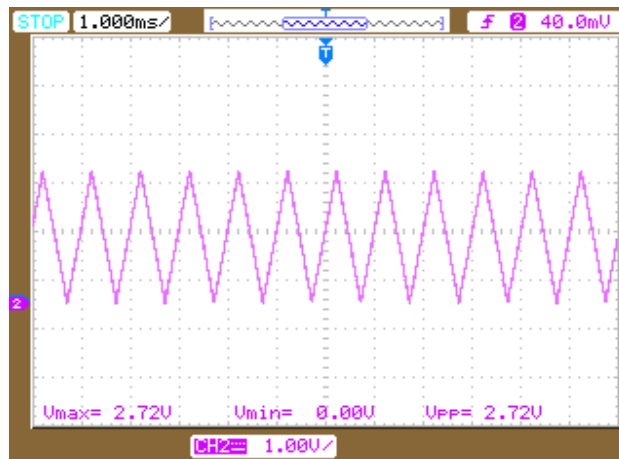 STOP 1.000ms/ T ƒ 2 40.0mV
T
2
Vmax= 2.72V Vmin= 0.00V VPP= 2.72V
CH2 1.00V/